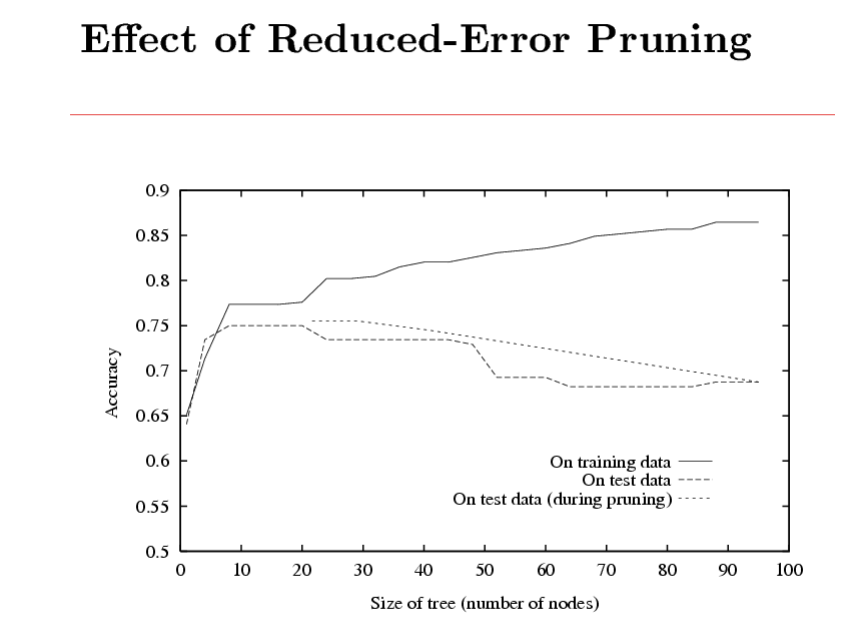 Effect of Reduced-Error Pruning
0.9
0.85
0.8
0.75
0.7
0.65
0.6
0.55
0.5
Accuracy
On training data
On test data
On test data (during pruning)
0 10 20 30 40 50 60 70 80 90 100
Size of tree (number of nodes)